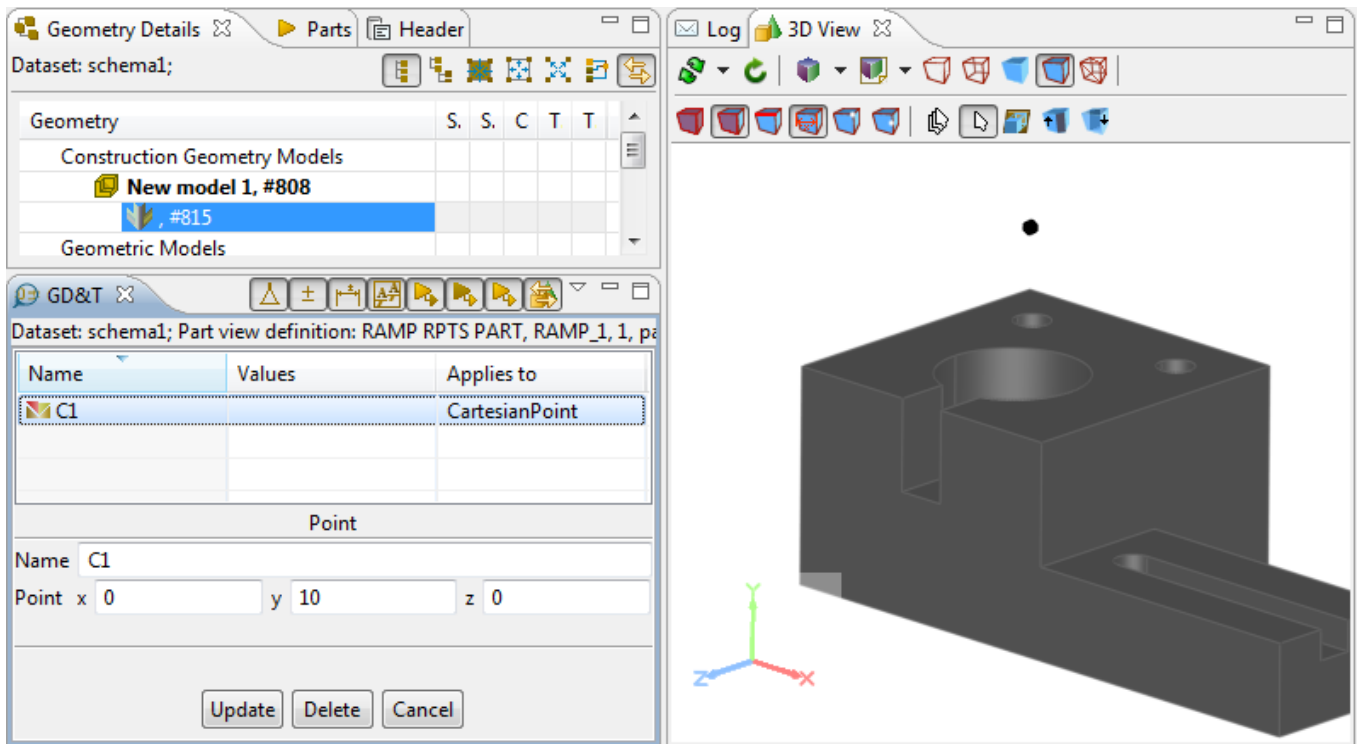 Geometry Details
Parts
Header
Dataset: schema1;
Geometry S. S. C T T
Construction Geometry Models
New model 1, #808
, #815
Geometric Models
GD&T
Dataset: schema1; Part view definition: RAMP RPTS PART, RAMP_1, 1, pa
Name Values Applies to
C1 CartesianPoint
Point
Name C1
Point x 0 y 10 z 0
Update Delete Cancel
Log
3D View
Y
Z
X